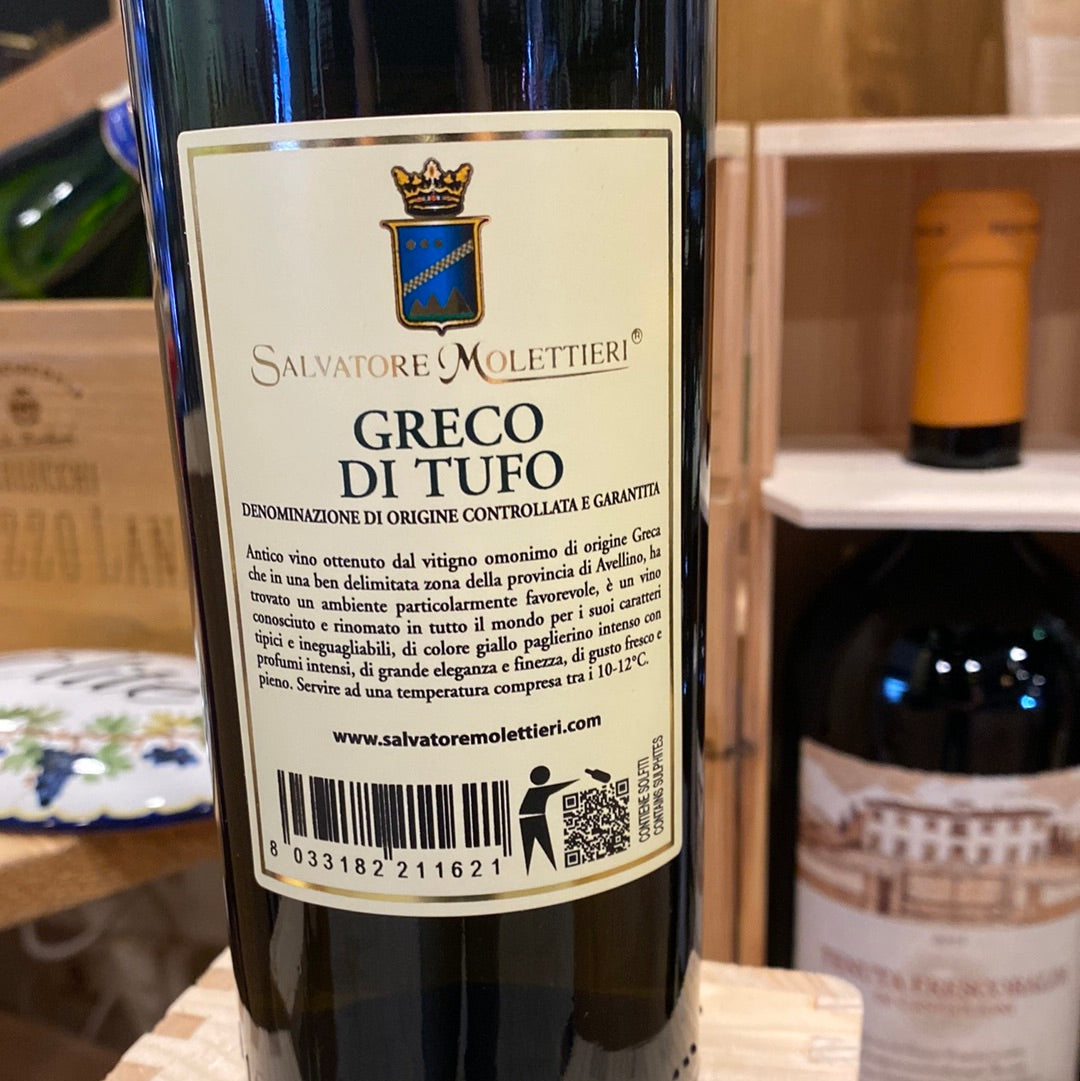 SALVATORE MOLETTIERI®
GRECO
DI TUFO
DENOMINAZIONE DI ORIGINE CONTROLLATA E GARANTITA
Antico vino ottenuto dal vitigno omonimo di origine Greca
che in una ben delimitata zona della provincia di Avellino, ha
trovato un ambiente particolarmente favorevole, è un vino
conosciuto e rinomato in tutto il mondo per i suoi caratteri
tipici e ineguagliabili, di colore giallo paglierino intenso con
profumi intensi, di grande eleganza e finezza, di gusto fresco e
pieno. Servire ad una temperatura compresa tra i 10-12°C.
www.salvatoremolettieri.com
CONTIENE SOLFITI
CONTAINS SULPHITES
8 033182 211621